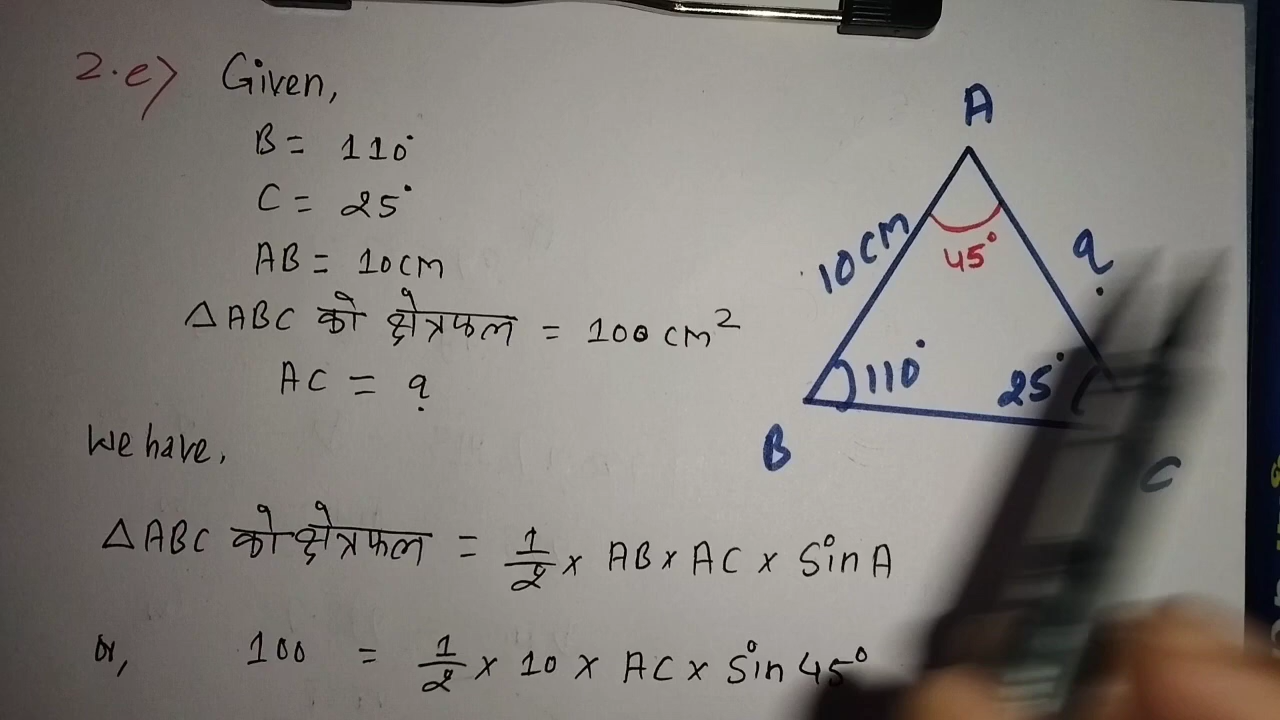 2.e) Given,
B = 110°
C = 25°
AB = 10cm
△ABC को क्षेत्रफल = 100 cm²
AC = ?
We have,
△ABC को क्षेत्रफल = 1/2 × AB × AC × Sin A
or, 100 = 1/2 × 10 × AC × Sin 45°
A
10cm
45°
?
110°
25°
B
C